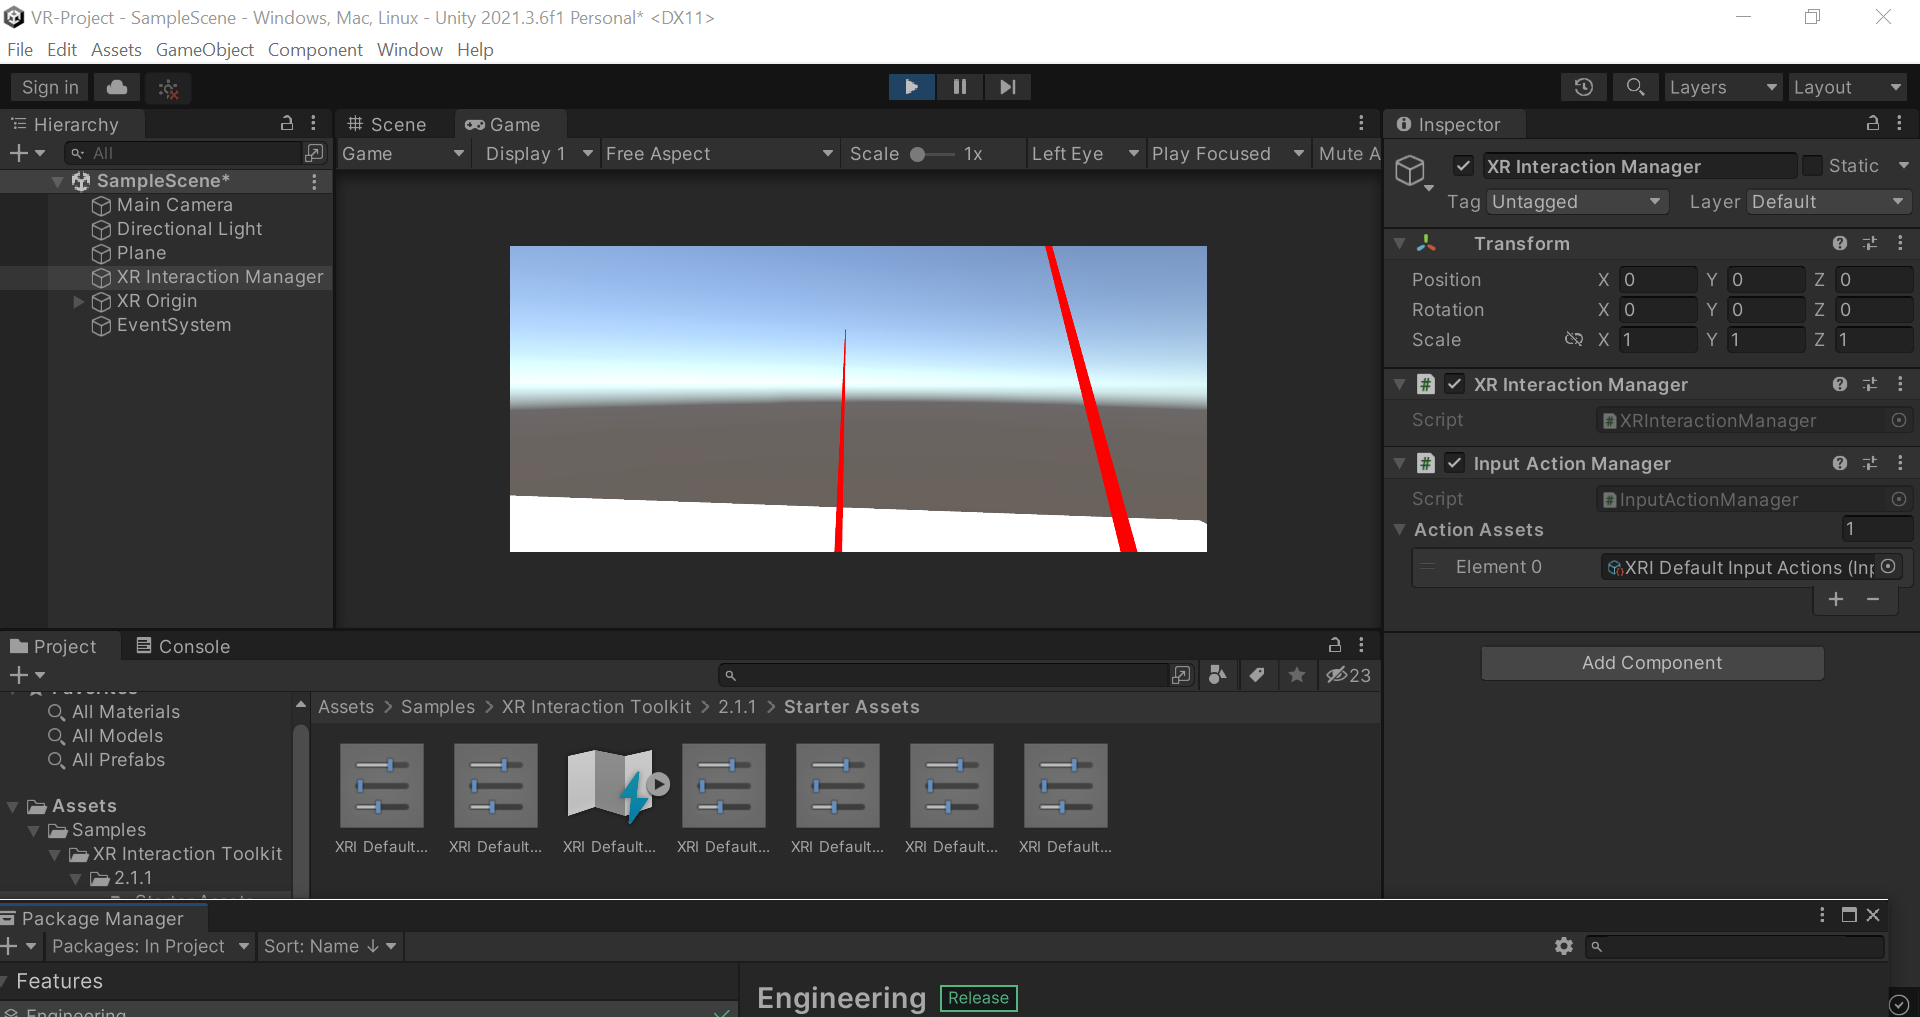 VR-Project - SampleScene - Windows, Mac, Linux - Unity 2021.3.6f1 Personal* <DX11>
File Edit Assets GameObject Component Window Help
Sign in
Layers
Layout
Hierarchy
All
SampleScene*
Main Camera
Directional Light
Plane
XR Interaction Manager
XR Origin
EventSystem
Scene
Game
Game Display 1 Free Aspect Scale 1x Left Eye Play Focused Mute A
Inspector
XR Interaction Manager
Static
Tag Untagged Layer Default
Transform
Position X 0 Y 0 Z 0
Rotation X 0 Y 0 Z 0
Scale X 1 Y 1 Z 1
# XR Interaction Manager
Script # XRInteractionManager
# Input Action Manager
Script # InputActionManager
Action Assets 1
Element 0 XRI Default Input Actions (Inp
+ −
Add Component
Project
Console
23
Favorites
All Materials
All Models
All Prefabs
Assets
Samples
XR Interaction Toolkit
2.1.1
Starter Assets
Assets > Samples > XR Interaction Toolkit > 2.1.1 > Starter Assets
XRI Default... XRI Default... XRI Default... XRI Default... XRI Default... XRI Default... XRI Default...
Package Manager
Packages: In Project Sort: Name ↓
Features
Engineering
Engineering Release